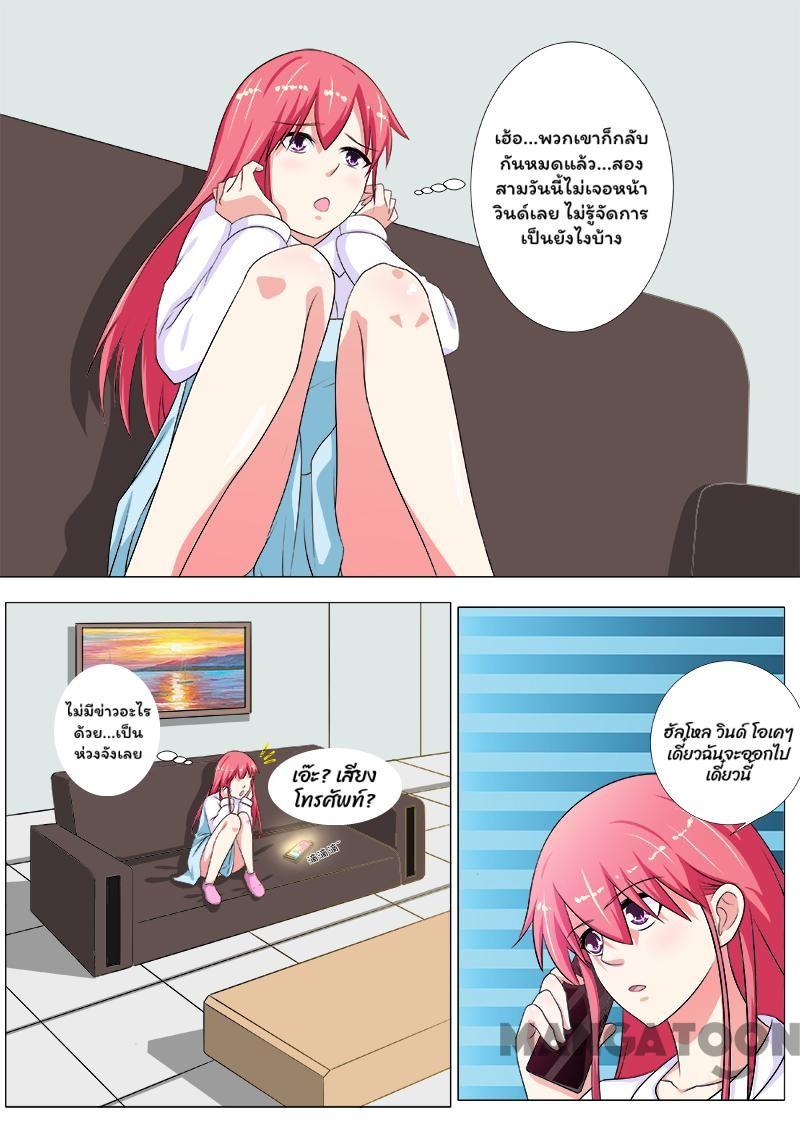 เฮ้อ...พวกเขาก็กลับ
กันหมดแล้ว...สอง
สามวันนี้ไม่เจอหน้า
วินด์เลย ไม่รู้จัดการ
เป็นยังไงบ้าง
ไม่มีข่าวอะไร
ด้วย...เป็น
ห่วงจังเลย
เอ๊ะ? เสียง
โทรศัพท์?
滴滴滴~
ฮัลโหล วินด์ โอเคๆ
เดี๋ยวฉันจะออกไป
เดี๋ยวนี้
MANGATOON